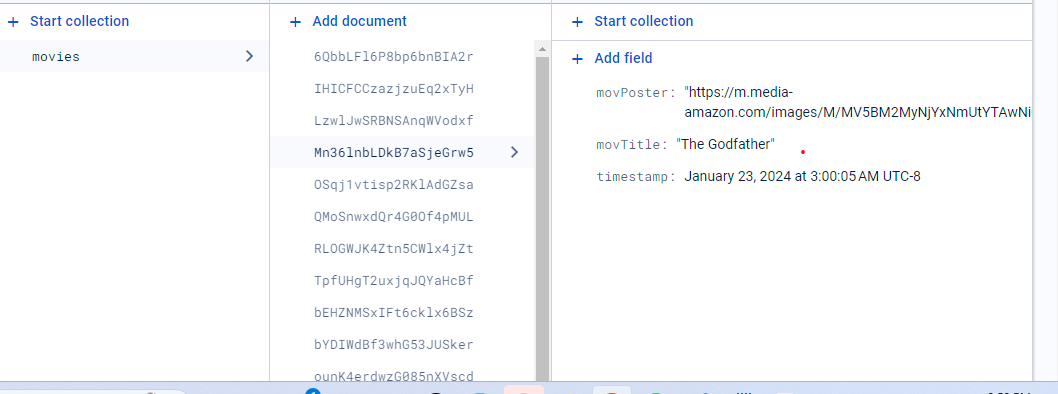 + Start collection
movies
+ Add document
6QbbLFl6P8bp6bnBIA2r
IHICFCCzazjzuEq2xTyH
LzwlJwSRBNSAnqWVodxf
Mn36lnbLDkB7aSjeGrw5
OSqj1vtisp2RKlAdGZsa
QMoSnwxdQr4G0Of4pMUL
RLOGWJK4Ztn5CWlx4jZt
TpfUHgT2uxjqJQYaHcBf
bEHZNMSxIFt6cklx6BSz
bYDIWdBf3whG53JUSker
ounK4erdwzG085nXVscd
+ Start collection
+ Add field
movPoster: "https://m.media-
amazon.com/images/M/MV5BM2MyNjYxNmUtYTAwNi
movTitle: "The Godfather"
timestamp: January 23, 2024 at 3:00:05 AM UTC-8